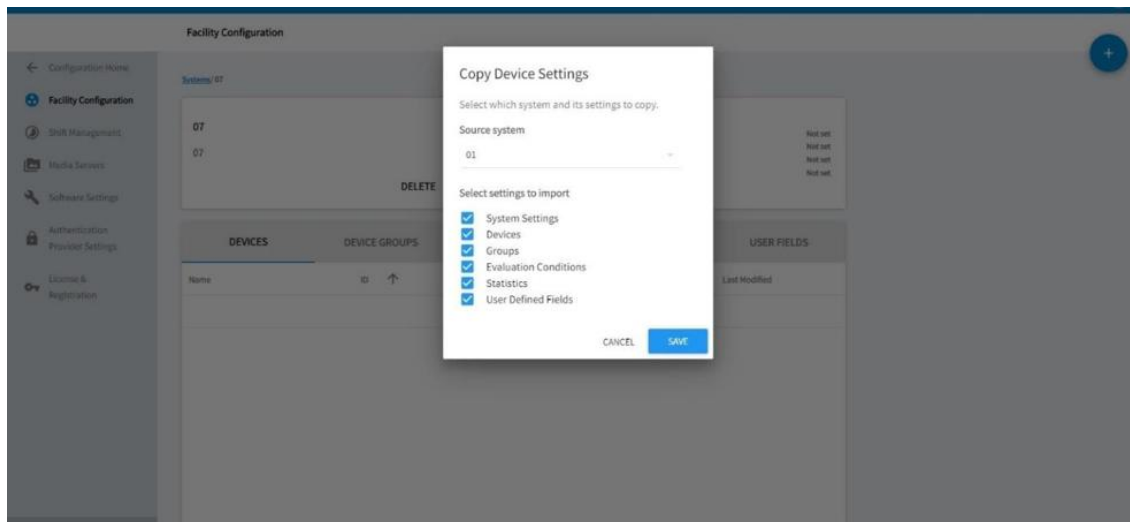 Facility Configuration
Configuration Home
Facility Configuration
Shift Management
Media Servers
Software Settings
Authentication
Provider Settings
License &
Registration
Systems/ 07
07
07
Not set
Not set
Not set
Not set
DELETE
DEVICES
DEVICE GROUPS
USER FIELDS
Name
ID
Last Modified
Copy Device Settings
Select which system and its settings to copy.
Source system
01
Select settings to import
System Settings
Devices
Groups
Evaluation Conditions
Statistics
User Defined Fields
CANCEL
SAVE
+